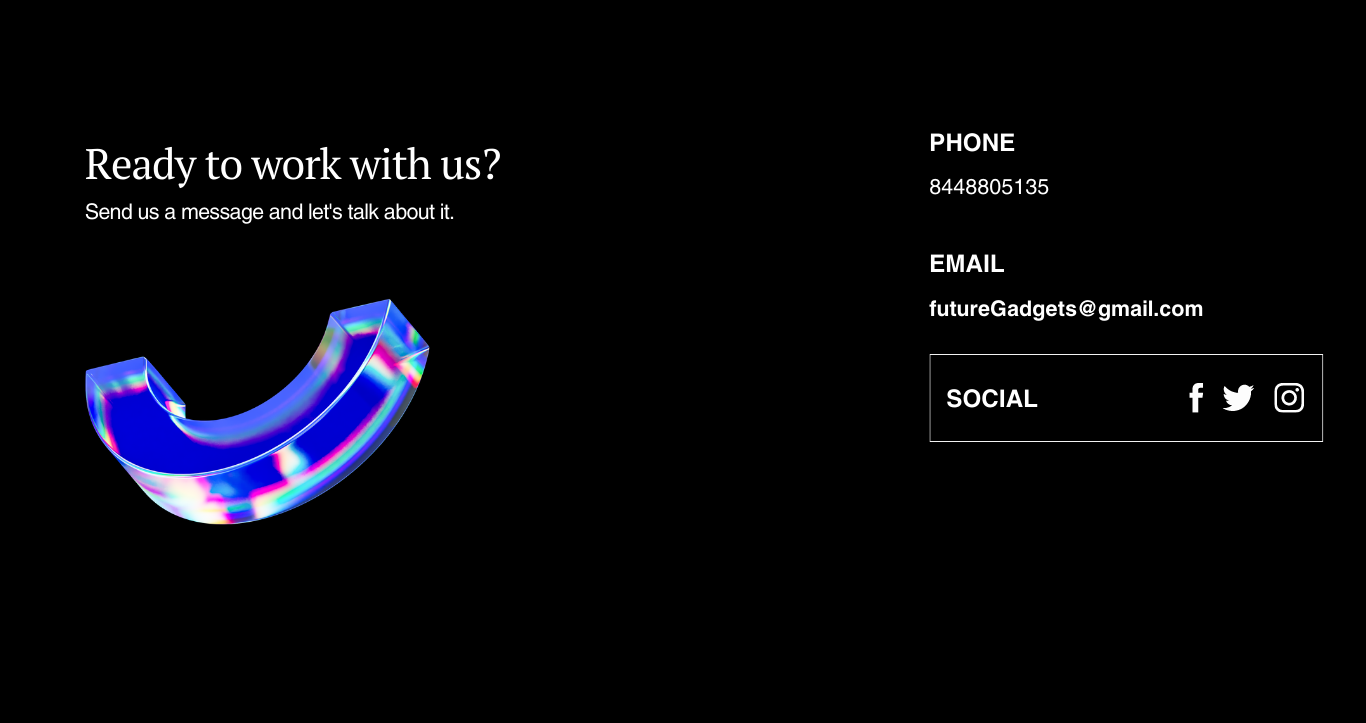 Ready to work with us?
Send us a message and let's talk about it.
PHONE
8448805135
EMAIL
futureGadgets@gmail.com
SOCIAL